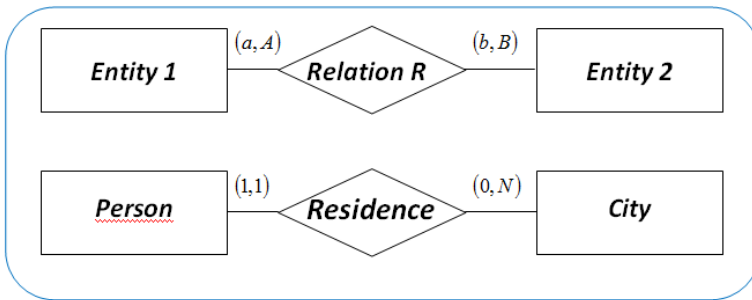 (a, A) (b, B)
Entity 1 Relation R Entity 2
(1,1) (0, N)
Person Residence City